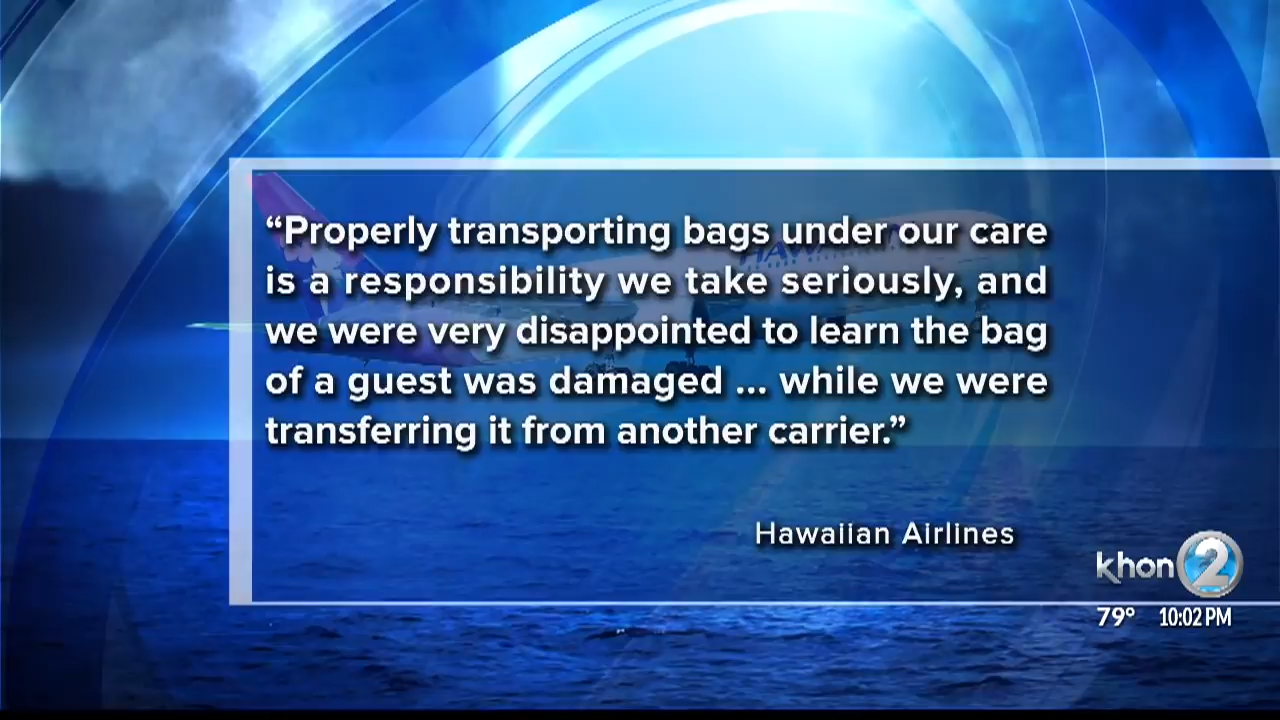 “Properly transporting bags under our care
is a responsibility we take seriously, and
we were very disappointed to learn the bag
of a guest was damaged ... while we were
transferring it from another carrier.”
Hawaiian Airlines
khon 2
79° 10:02 PM